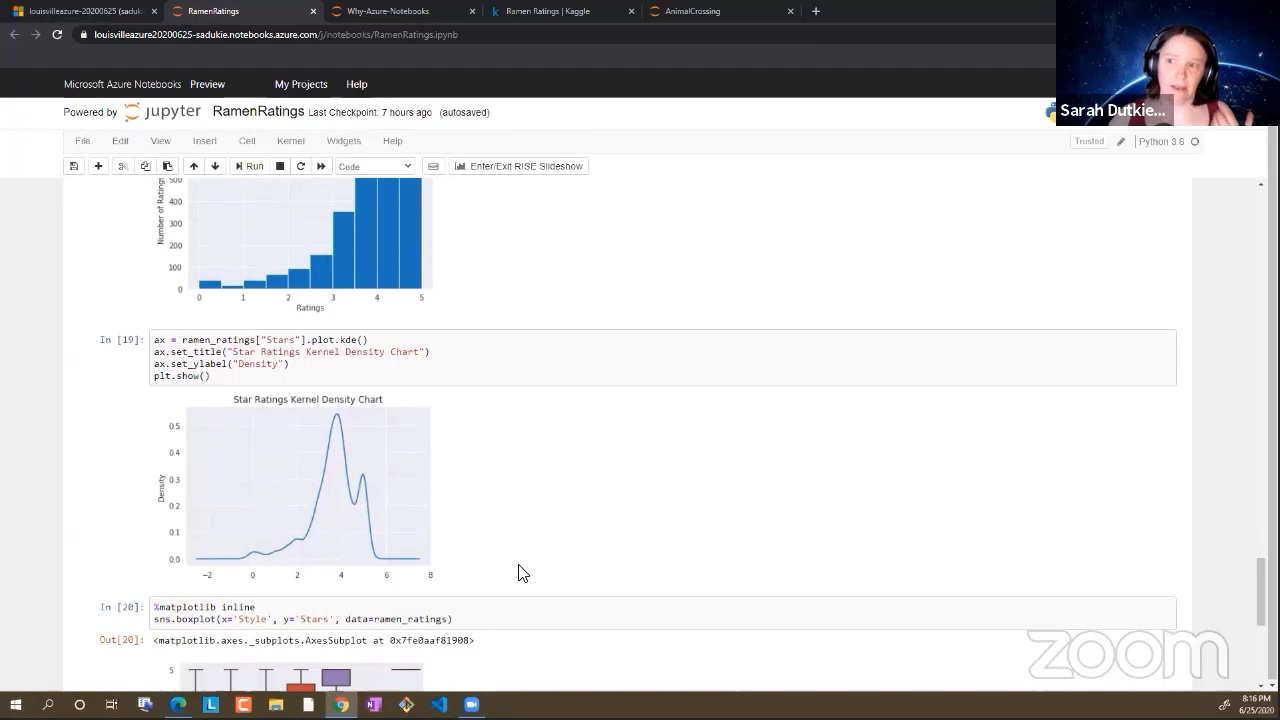 louisvilleazure20200625 (sadukie
RamenRatings
Why-Azure-Notebooks
Ramen Ratings | Kaggle
AnimalCrossing
louisvilleazure20200625-sadukie.notebooks.azure.com/j/notebooks/RamenRatings.ipynb
Microsoft Azure Notebooks Preview My Projects Help
Sarah Dutkie...
Powered by jupyter RamenRatings Last Checkpoint: 7 hours ago (autosaved)
File Edit View Insert Cell Kernel Widgets Help
Trusted Python 3.6
Run Code Enter/Exit RISE Slideshow
Number of Ratings
500
400
300
200
100
0
0 1 2 3 4 5
Ratings
In [19]: ax = ramen_ratings["Stars"].plot.kde()
ax.set_title("Star Ratings Kernel Density Chart")
ax.set_ylabel("Density")
plt.show()
Star Ratings Kernel Density Chart
Density
0.5
0.4
0.3
0.2
0.1
0.0
−2 0 2 4 6 8
In [20]: %matplotlib inline
sns.boxplot(x='Style', y='Stars', data=ramen_ratings)
Out[20]: <matplotlib.axes._subplots.AxesSubplot at 0x7fe0aaf81908>
5
zoom
8:16 PM
6/25/2020